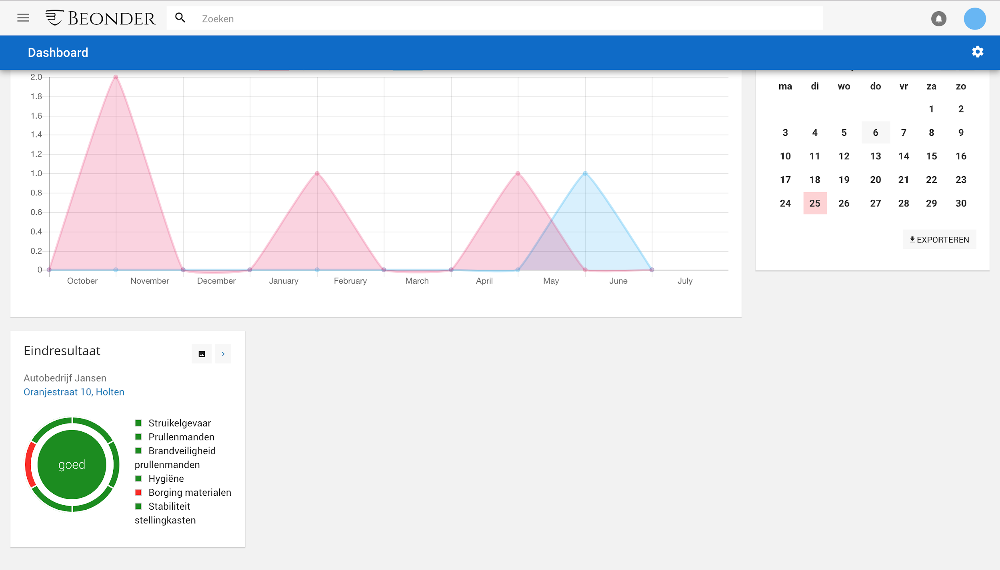 BEONDER
Zoeken
Dashboard
2.0
1.8
1.6
1.4
1.2
1.0
0.8
0.6
0.4
0.2
0
October November December January February March April May June July
ma di wo do vr za zo
1 2
3 4 5 6 7 8 9
10 11 12 13 14 15 16
17 18 19 20 21 22 23
24 25 26 27 28 29 30
EXPORTEREN
Eindresultaat
Autobedrijf Jansen
Oranjestraat 10, Holten
goed
Struikelgevaar
Prullenmanden
Brandveiligheid
prullenmanden
Hygiëne
Borging materialen
Stabiliteit
stellingkasten